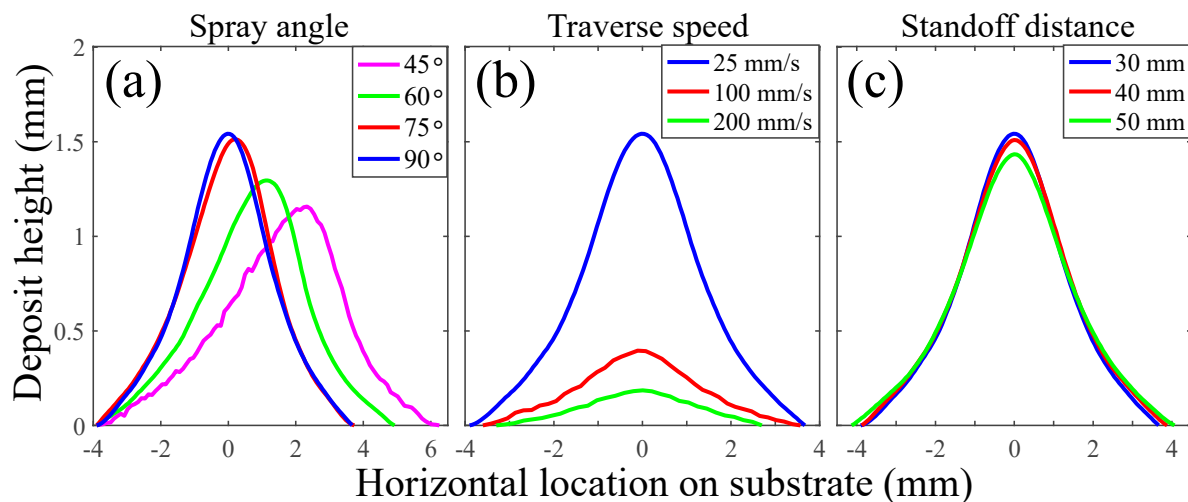 Spray angle
Traverse speed
Standoff distance
Deposit height (mm)
2
1.5
1
0.5
0
(a)
45°
60°
75°
90°
-4 -2 0 2 4 6
(b)
25 mm/s
100 mm/s
200 mm/s
-4 -2 0 2 4
(c)
30 mm
40 mm
50 mm
-4 -2 0 2 4
Horizontal location on substrate (mm)